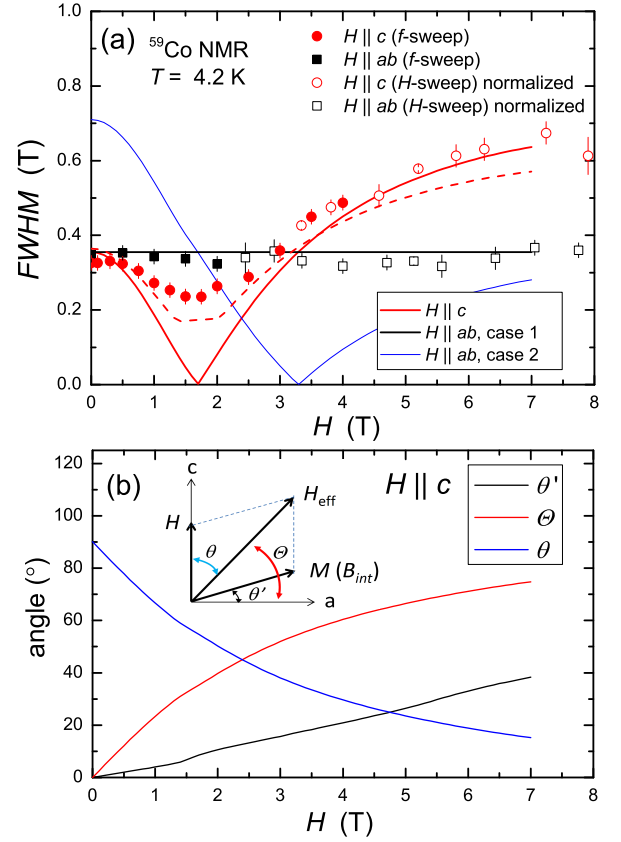 (a)
⁵⁹Co NMR
T = 4.2 K
H || c (f-sweep)
H || ab (f-sweep)
H || c (H-sweep) normalized
H || ab (H-sweep) normalized
1.0
0.8
0.6
0.4
0.2
0.0
FWHM (T)
H || c
H || ab, case 1
H || ab, case 2
0 1 2 3 4 5 6 7 8
H (T)
(b)
H || c
θ'
Θ
θ
c
H
H_eff
θ
Θ
M (B_int)
θ'
a
120
100
80
60
40
20
0
angle (°)
0 1 2 3 4 5 6 7 8
H (T)